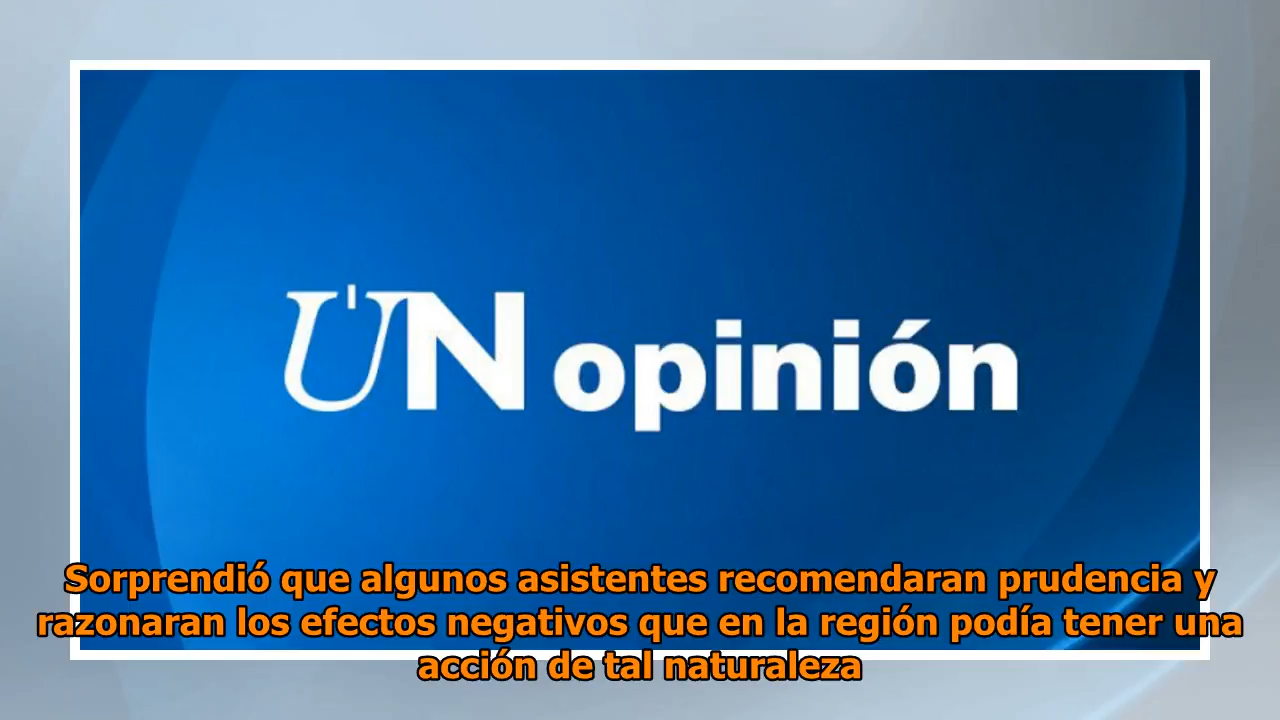 UN opinión
Sorprendió que algunos asistentes recomendaran prudencia y
razonaran los efectos negativos que en la región podía tener una
acción de tal naturaleza